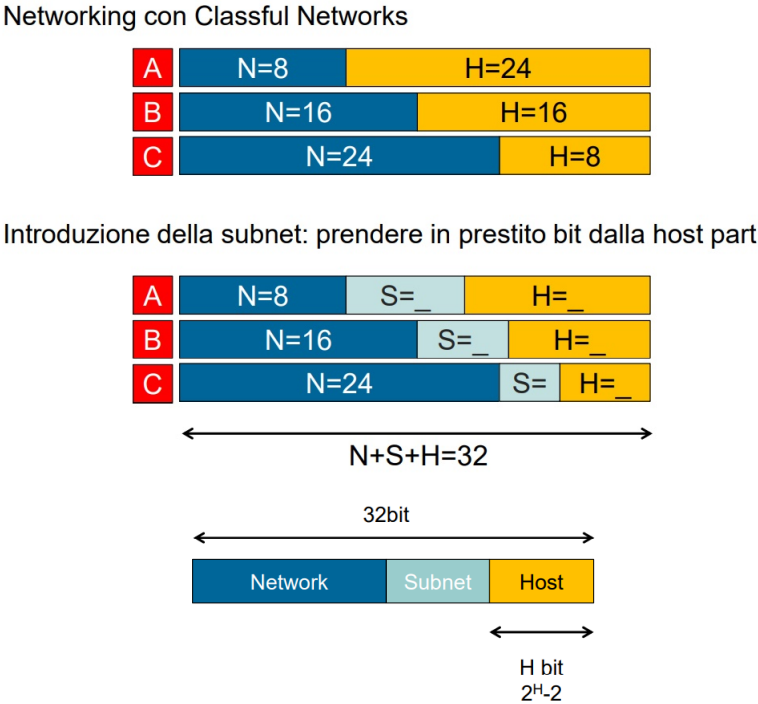 Networking con Classful Networks
A N=8 H=24
B N=16 H=16
C N=24 H=8
Introduzione della subnet: prendere in prestito bit dalla host part
A N=8 S=_ H=_
B N=16 S=_ H=_
C N=24 S= H=_
N+S+H=32
32bit
Network Subnet Host
H bit
2ᴴ-2